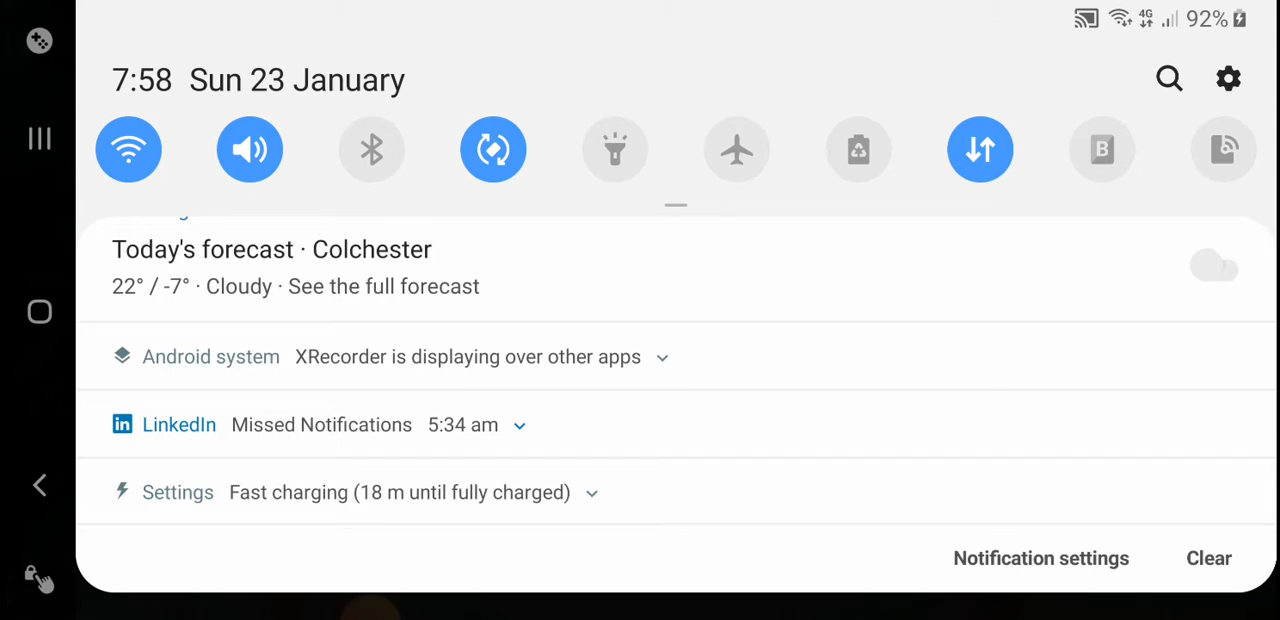 4G 92%
7:58 Sun 23 January
B
Today's forecast · Colchester
22° / -7° · Cloudy · See the full forecast
Android system XRecorder is displaying over other apps
in LinkedIn Missed Notifications 5:34 am
Settings Fast charging (18 m until fully charged)
Notification settings Clear